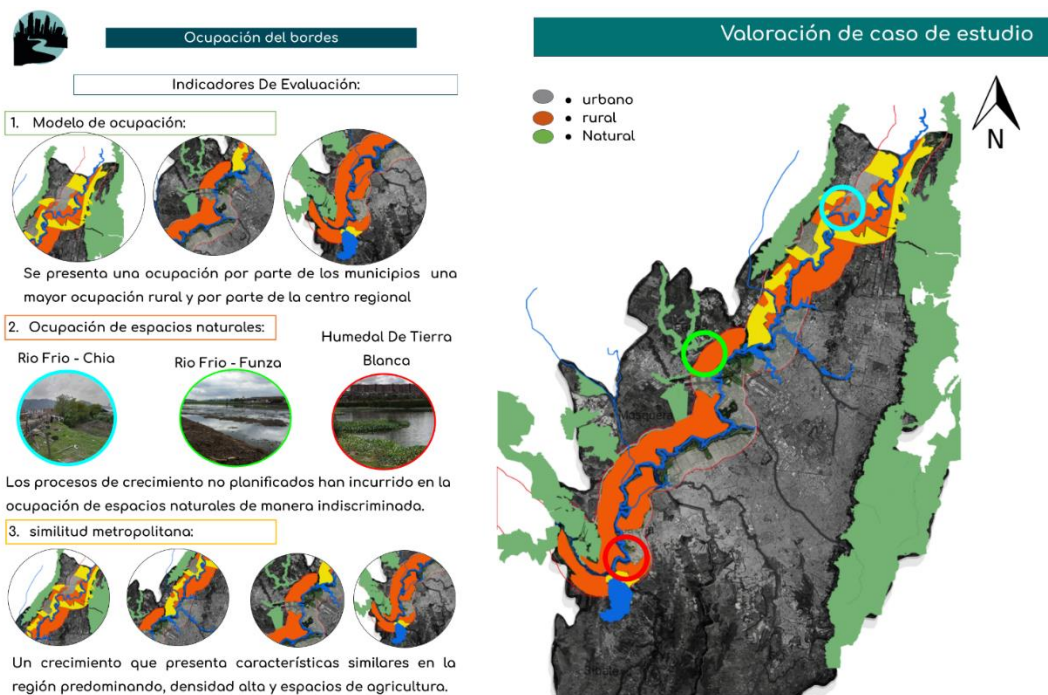 Ocupación del bordes
Indicadores De Evaluación:
1. Modelo de ocupación:
Se presenta una ocupación por parte de los municipios una
mayor ocupación rural y por parte de la centro regional
2. Ocupación de espacios naturales:
Rio Frio - Chia
Rio Frio - Funza
Humedal De Tierra
Blanca
Los procesos de crecimiento no planificados han incurrido en la
ocupación de espacios naturales de manera indiscriminada.
3. similitud metropolitana:
Un crecimiento que presenta características similares en la
región predominando, densidad alta y espacios de agricultura.
Valoración de caso de estudio
• urbano
• rural
• Natural
N
Mosquera